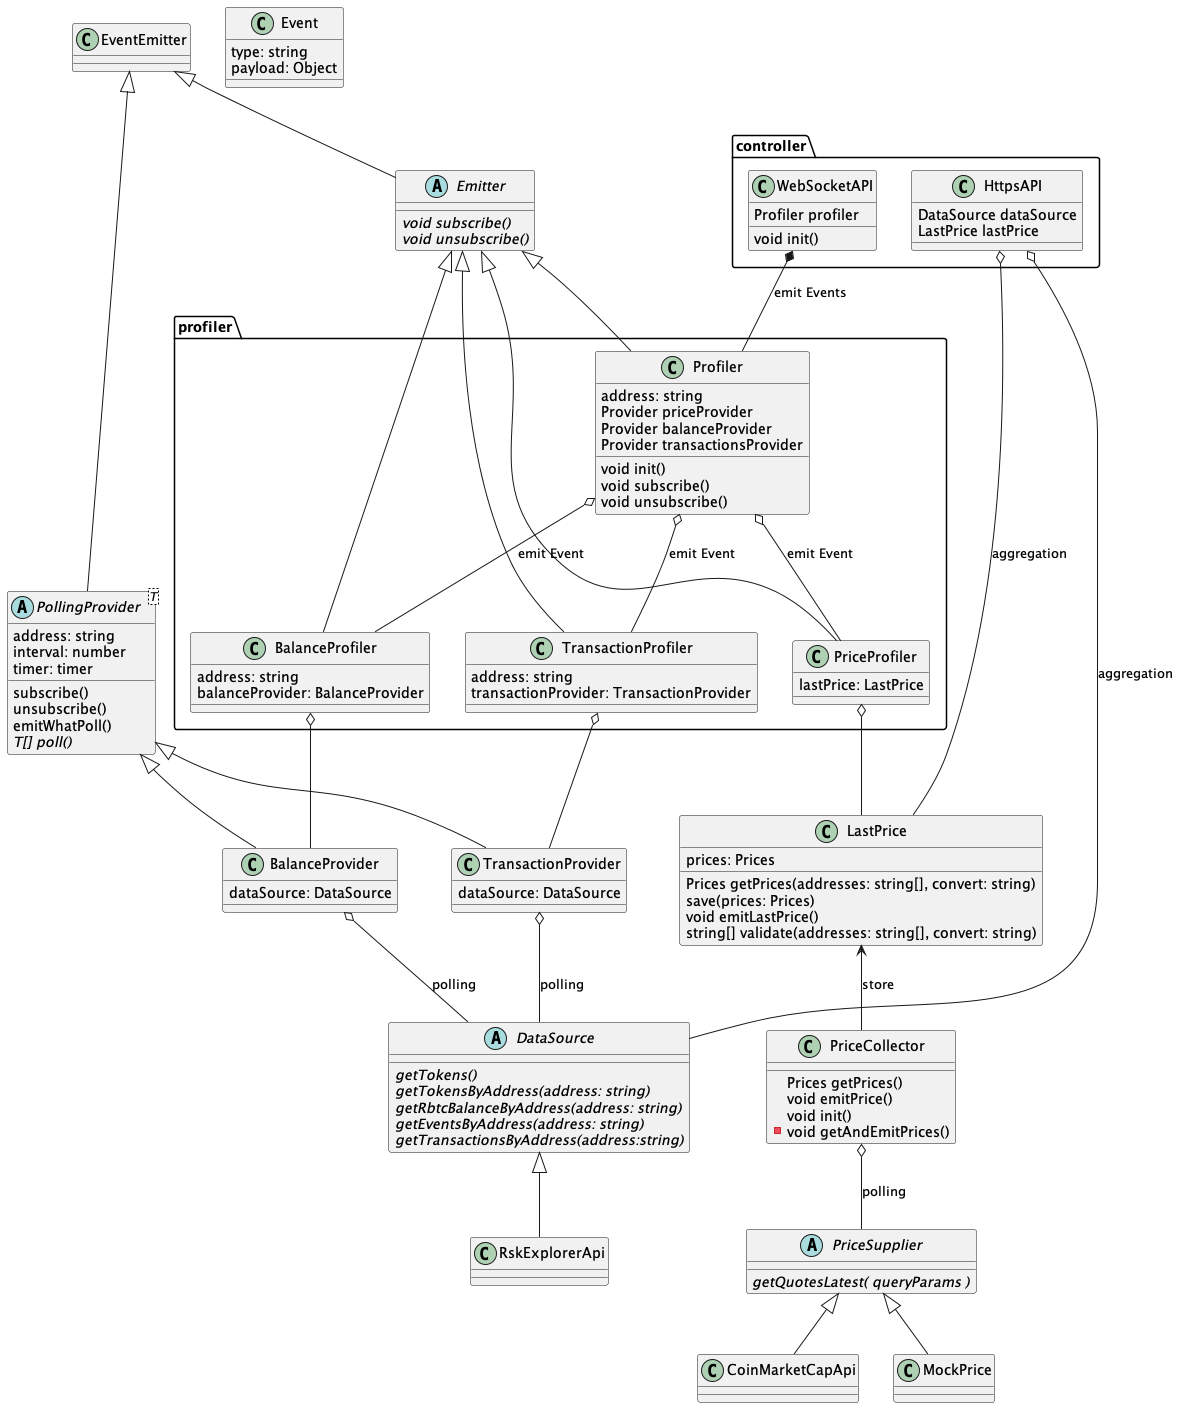 C EventEmitter
C Event
type: string
payload: Object
A Emitter
void subscribe()
void unsubscribe()
controller
C WebSocketAPI
Profiler profiler
void init()
C HttpsAPI
DataSource dataSource
LastPrice lastPrice
emit Events
profiler
C Profiler
address: string
Provider priceProvider
Provider balanceProvider
Provider transactionsProvider
void init()
void subscribe()
void unsubscribe()
emit Event
emit Event
emit Event
aggregation
aggregation
A PollingProvider
T
address: string
interval: number
timer: timer
subscribe()
unsubscribe()
emitWhatPoll()
T[] poll()
C BalanceProfiler
address: string
balanceProvider: BalanceProvider
C TransactionProfiler
address: string
transactionProvider: TransactionProvider
C PriceProfiler
lastPrice: LastPrice
C BalanceProvider
dataSource: DataSource
C TransactionProvider
dataSource: DataSource
C LastPrice
prices: Prices
Prices getPrices(addresses: string[], convert: string)
save(prices: Prices)
void emitLastPrice()
string[] validate(addresses: string[], convert: string)
polling
polling
store
A DataSource
getTokens()
getTokensByAddress(address: string)
getRbtcBalanceByAddress(address: string)
getEventsByAddress(address: string)
getTransactionsByAddress(address:string)
C PriceCollector
Prices getPrices()
void emitPrice()
void init()
void getAndEmitPrices()
polling
C RskExplorerApi
A PriceSupplier
getQuotesLatest( queryParams )
C CoinMarketCapApi
C MockPrice